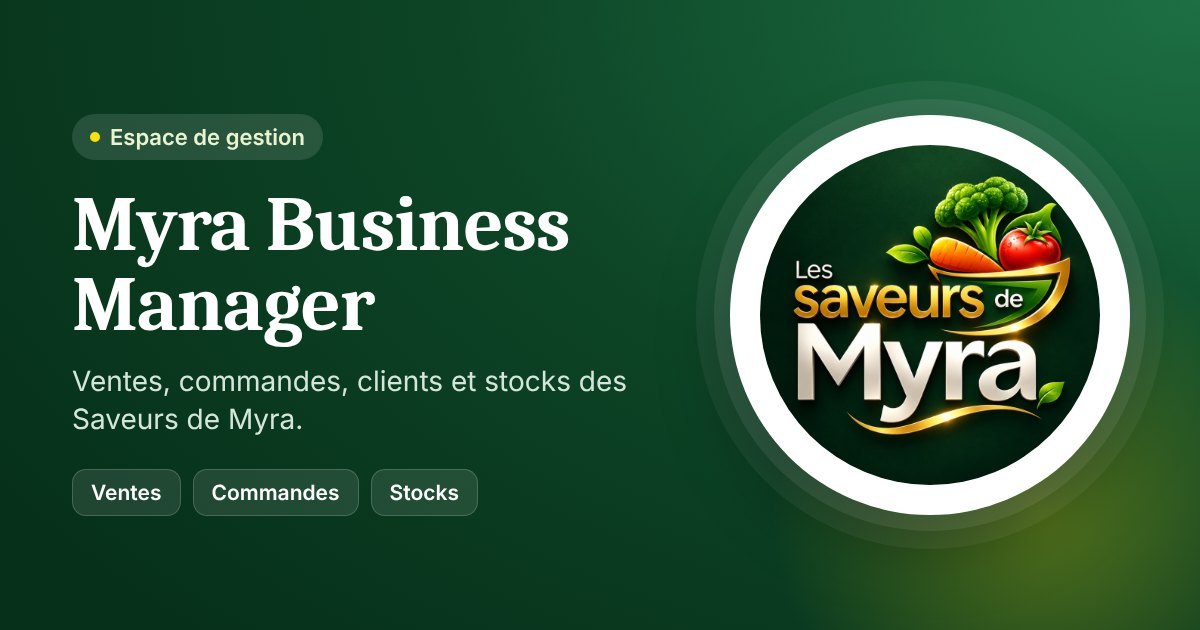 Espace de gestion
Myra Business
Manager
Ventes, commandes, clients et stocks des
Saveurs de Myra.
Ventes
Commandes
Stocks
Les
saveurs de
Myra